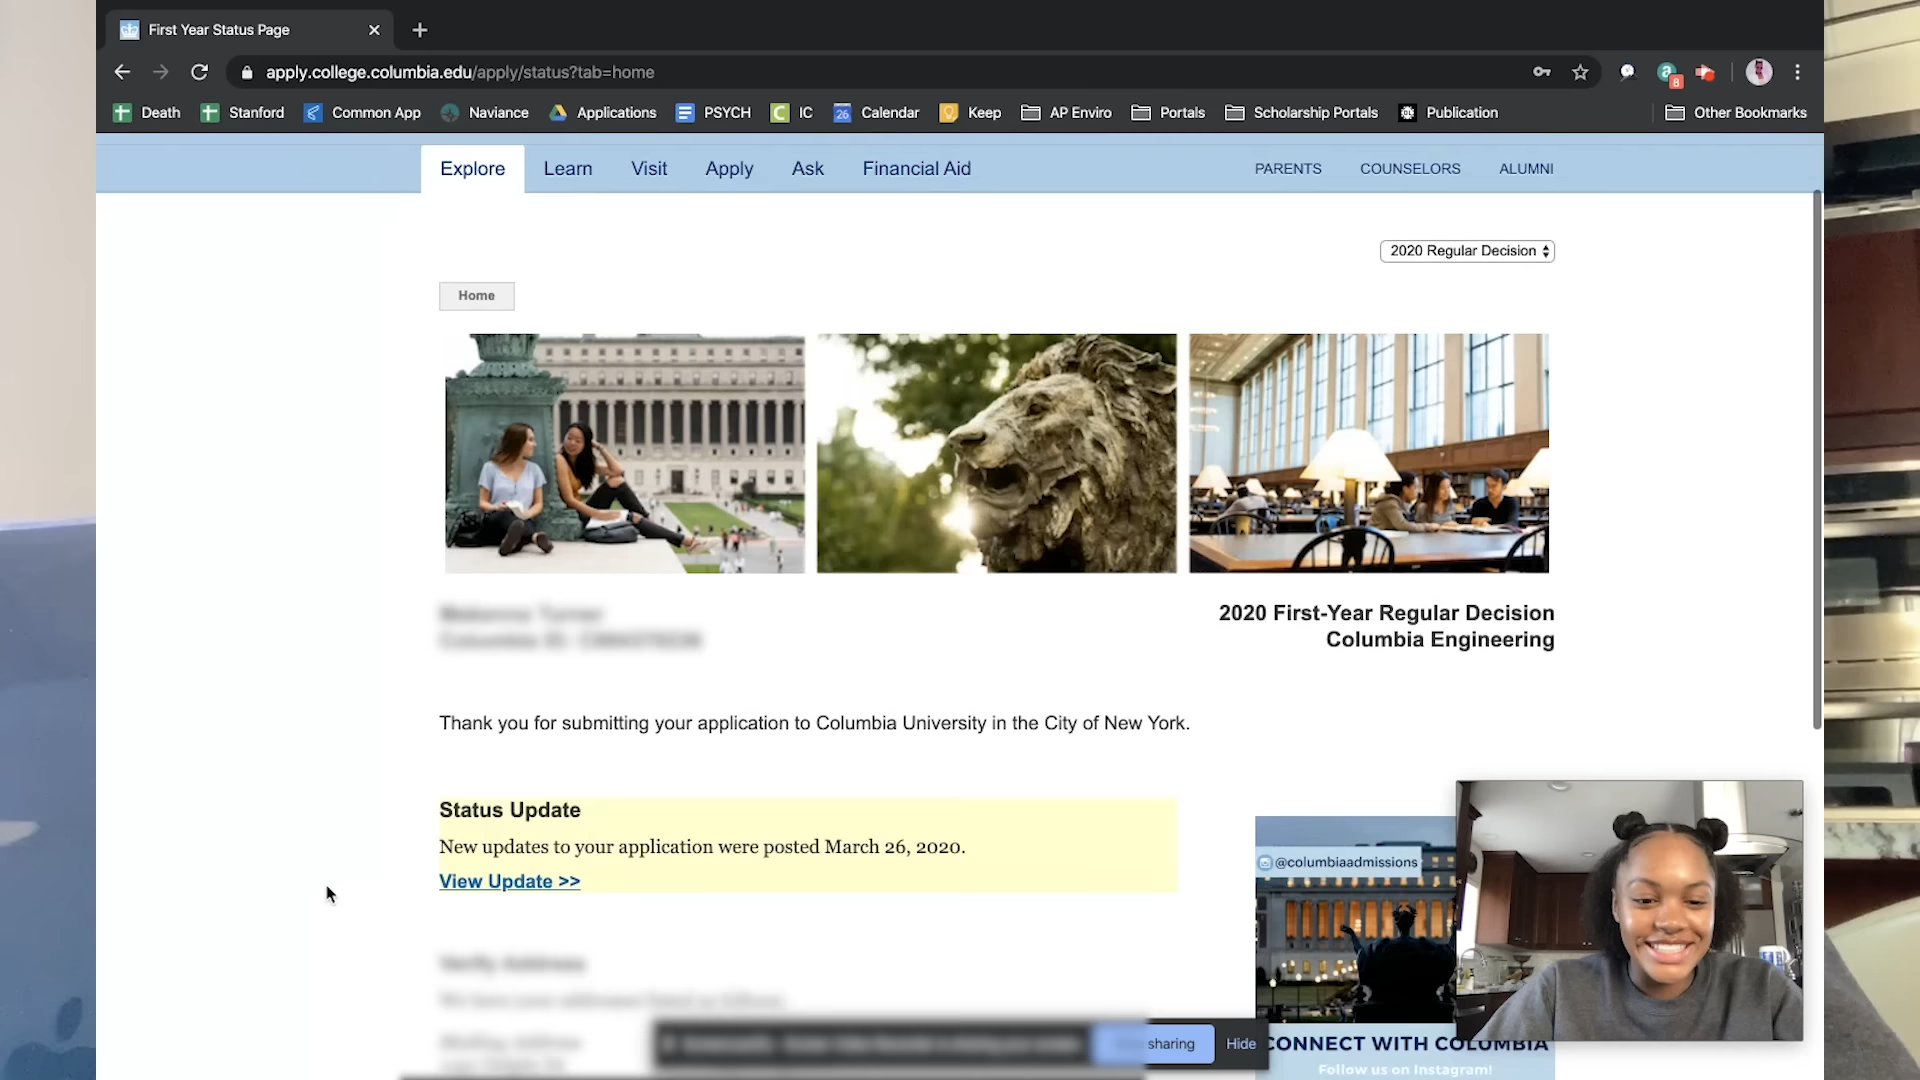 First Year Status Page
apply.college.columbia.edu/apply/status?tab=home
8
Death Stanford Common App Naviance Applications PSYCH IC 26 Calendar Keep AP Enviro Portals Scholarship Portals Publication Other Bookmarks
Explore Learn Visit Apply Ask Financial Aid PARENTS COUNSELORS ALUMNI
2020 Regular Decision
Home
2020 First-Year Regular Decision
Columbia Engineering
Thank you for submitting your application to Columbia University in the City of New York.
Status Update
New updates to your application were posted March 26, 2020.
View Update >>
@columbiaadmissions
sharing Hide
CONNECT WITH COLUMBIA
Follow us on Instagram!